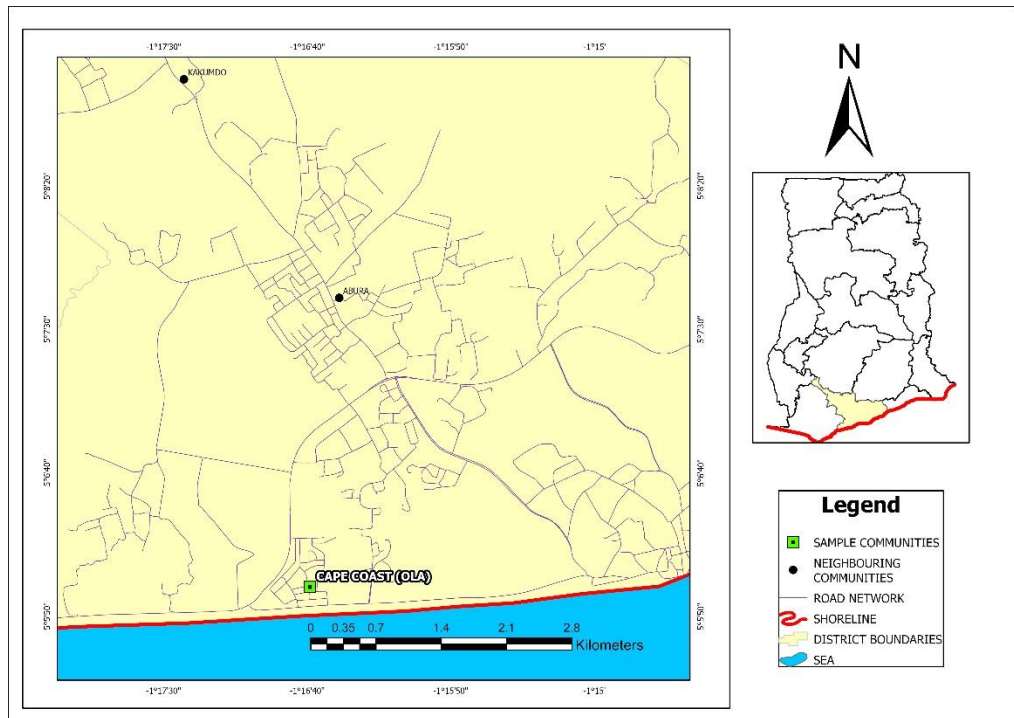 -1°17'30" -1°16'40" -1°15'50" -1°15'
KAKUMDO
5°8'20" 5°8'20"
ABURA
5°7'30" 5°7'30"
5°6'40" 5°6'40"
CAPE COAST (OLA)
5°5'50" 5°5'50"
0 0.35 0.7 1.4 2.1 2.8
Kilometers
-1°17'30" -1°16'40" -1°15'50" -1°15'
N
Legend
SAMPLE COMMUNITIES
NEIGHBOURING
COMMUNITIES
ROAD NETWORK
SHORELINE
DISTRICT BOUNDARIES
SEA